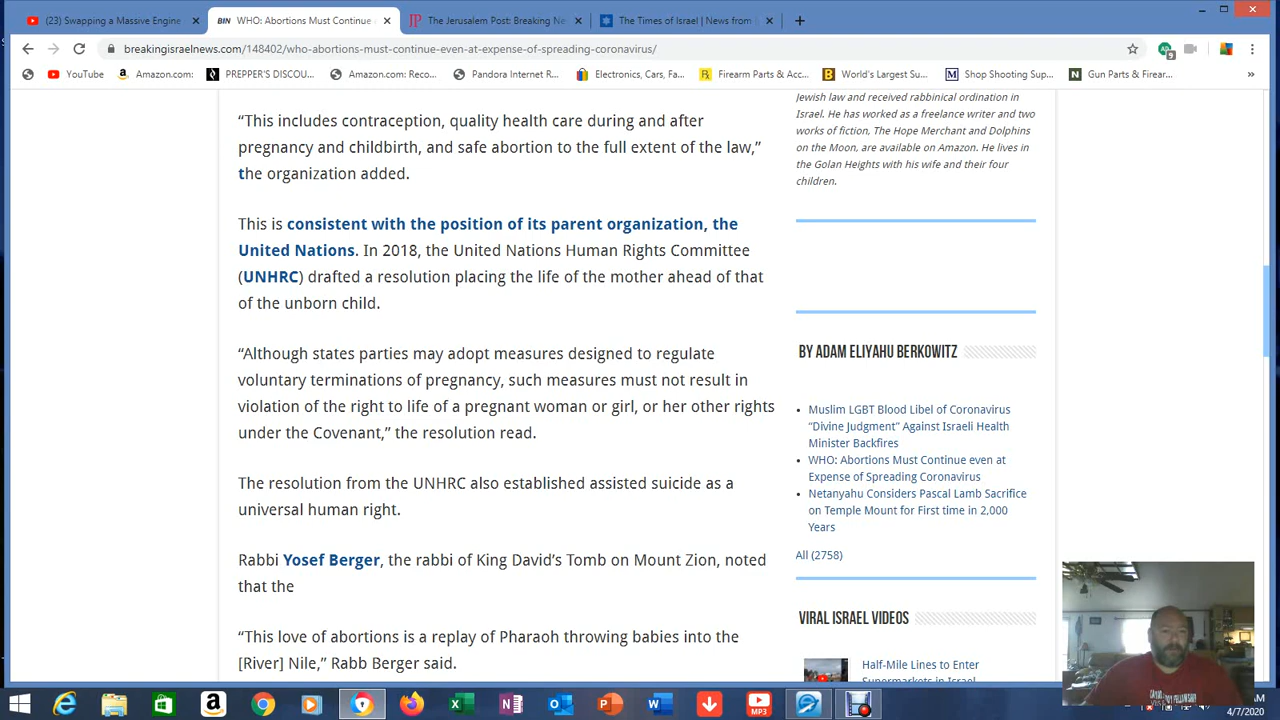 (23) Swapping a Massive Engine
BIN WHO: Abortions Must Continue
JP The Jerusalem Post: Breaking Ne
The Times of Israel | News from
breakingisraelnews.com/148402/who-abortions-must-continue-even-at-expense-of-spreading-coronavirus/
YouTube
Amazon.com:
PREPPER'S DISCOU...
Amazon.com: Reco...
Pandora Internet R...
Electronics, Cars, Fa...
Firearm Parts & Acc...
World's Largest Su...
Shop Shooting Sup...
Gun Parts & Firear...
“This includes contraception, quality health care during and after
pregnancy and childbirth, and safe abortion to the full extent of the law,”
the organization added.
This is consistent with the position of its parent organization, the
United Nations. In 2018, the United Nations Human Rights Committee
(UNHRC) drafted a resolution placing the life of the mother ahead of that
of the unborn child.
“Although states parties may adopt measures designed to regulate
voluntary terminations of pregnancy, such measures must not result in
violation of the right to life of a pregnant woman or girl, or her other rights
under the Covenant,” the resolution read.
The resolution from the UNHRC also established assisted suicide as a
universal human right.
Rabbi Yosef Berger, the rabbi of King David’s Tomb on Mount Zion, noted
that the
“This love of abortions is a replay of Pharaoh throwing babies into the
[River] Nile,” Rabb Berger said.
Jewish law and received rabbinical ordination in
Israel. He has worked as a freelance writer and two
works of fiction, The Hope Merchant and Dolphins
on the Moon, are available on Amazon. He lives in
the Golan Heights with his wife and their four
children.
BY ADAM ELIYAHU BERKOWITZ
Muslim LGBT Blood Libel of Coronavirus
“Divine Judgment” Against Israeli Health
Minister Backfires
WHO: Abortions Must Continue even at
Expense of Spreading Coronavirus
Netanyahu Considers Pascal Lamb Sacrifice
on Temple Mount for First time in 2,000
Years
All (2758)
VIRAL ISRAEL VIDEOS
Half-Mile Lines to Enter
Supermarkets in Israel
MP3
4/7/2020